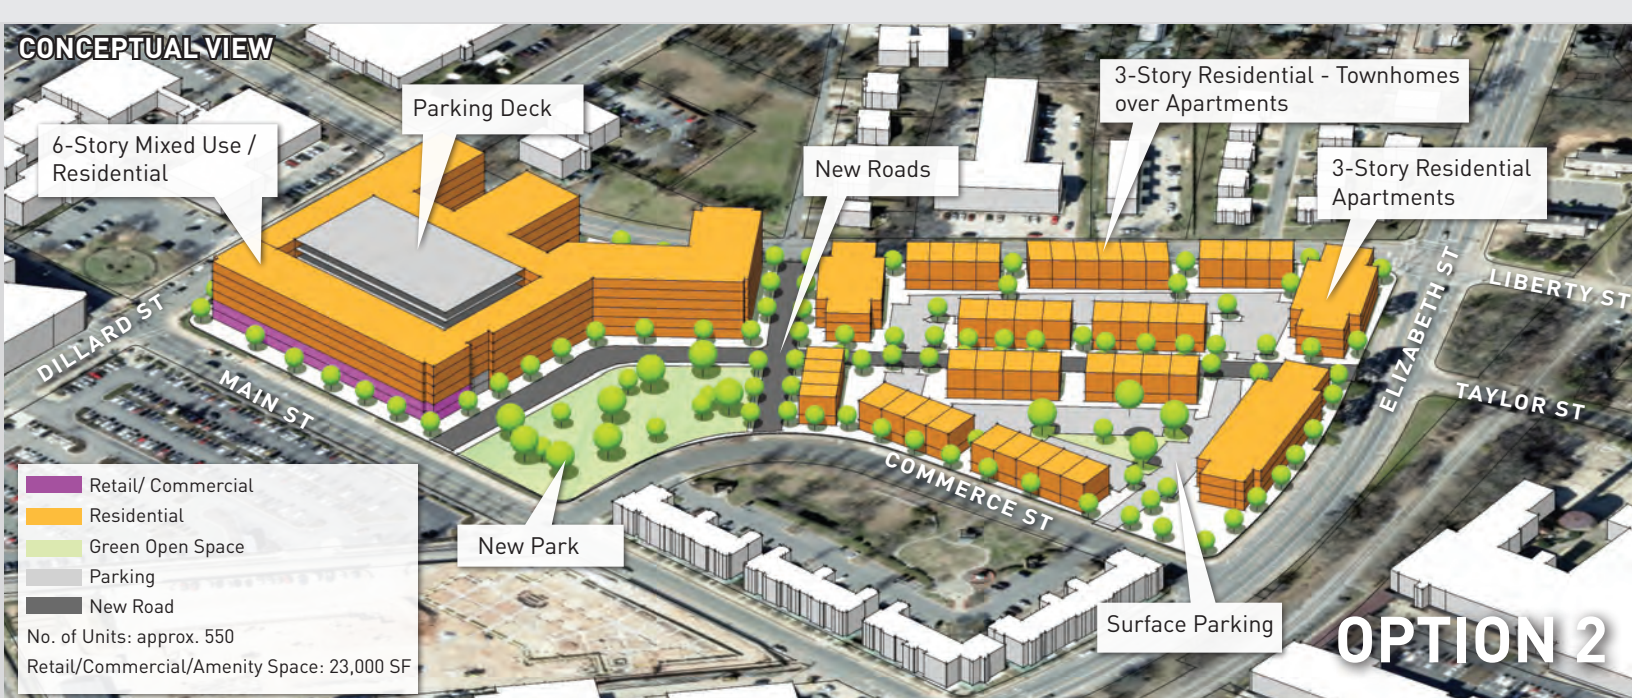 CONCEPTUAL VIEW
Parking Deck
6-Story Mixed Use /
Residential
New Roads
3-Story Residential - Townhomes
over Apartments
3-Story Residential
Apartments
DILLARD ST
MAIN ST
COMMERCE ST
ELIZABETH ST
LIBERTY ST
TAYLOR ST
New Park
Surface Parking
Retail/ Commercial
Residential
Green Open Space
Parking
New Road
No. of Units: approx. 550
Retail/Commercial/Amenity Space: 23,000 SF
OPTION 2